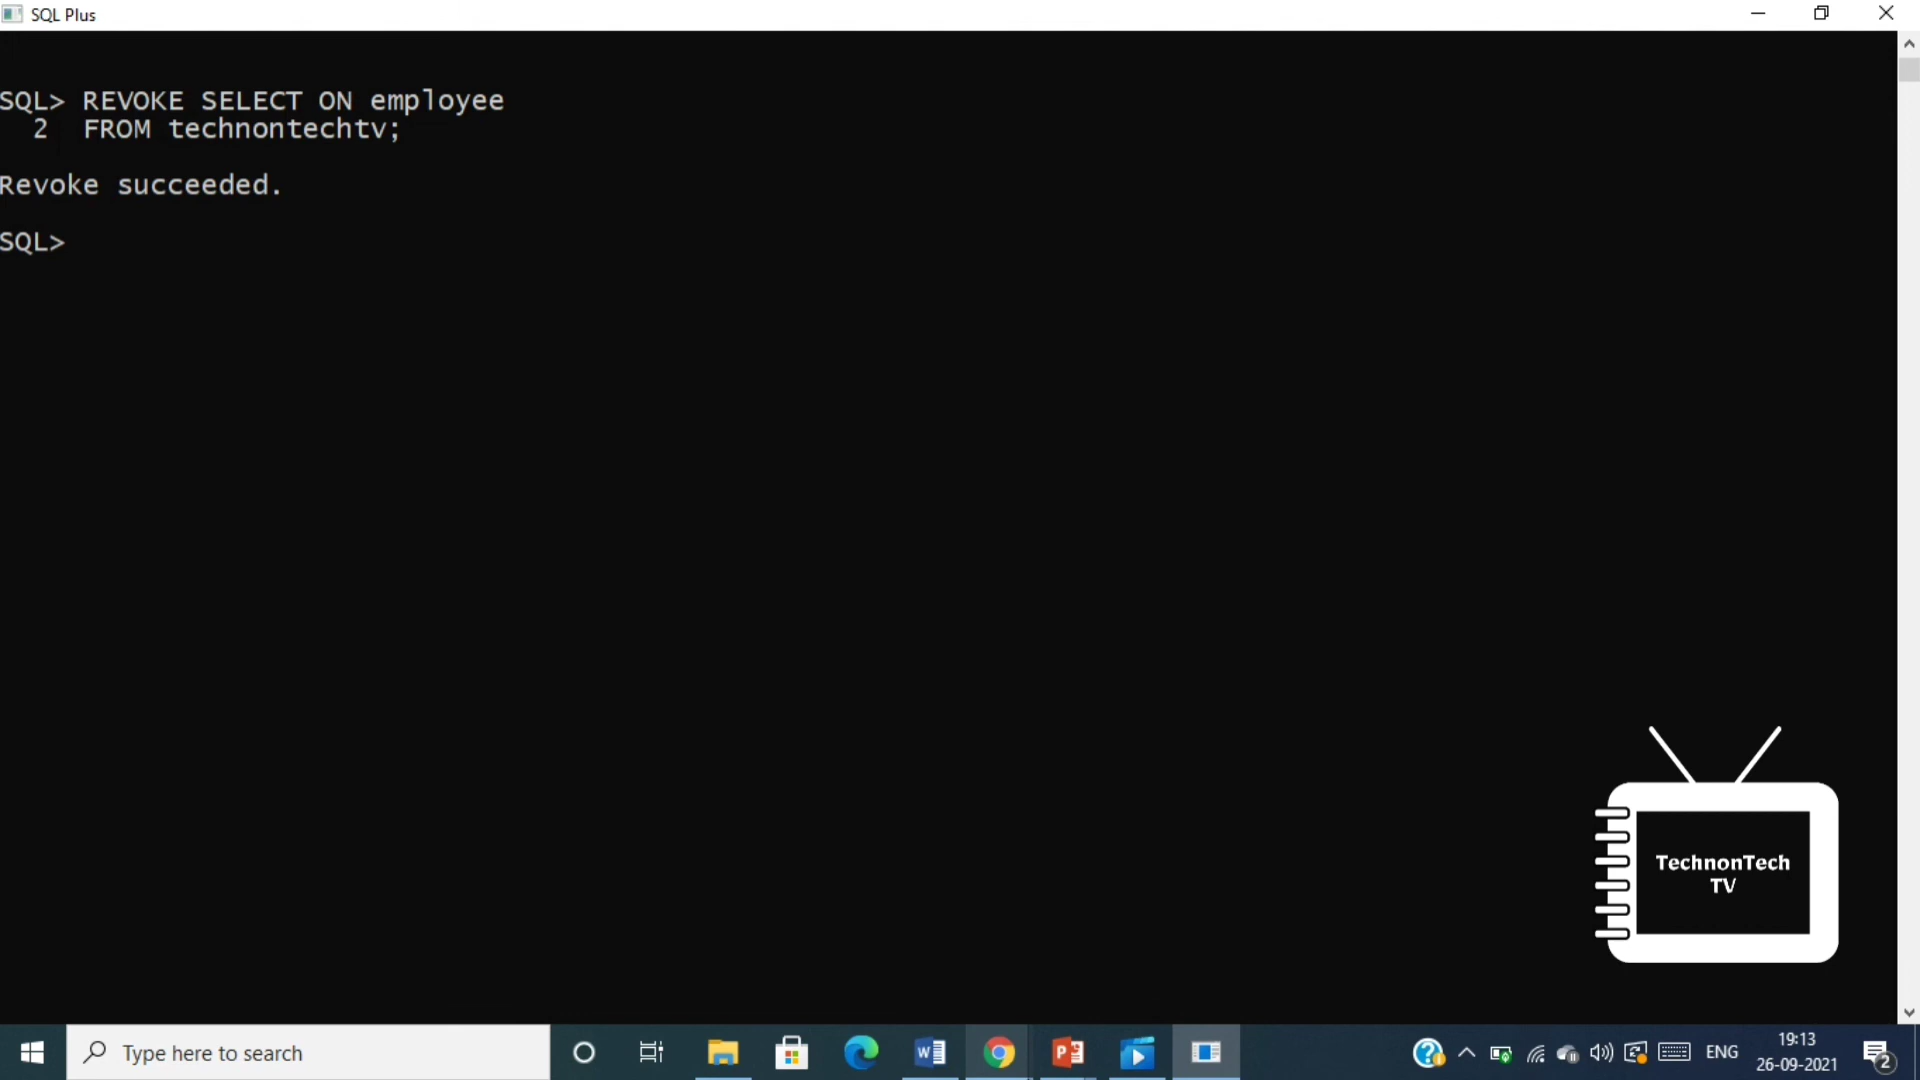 SQL Plus
SQL> REVOKE SELECT ON employee
2 FROM technontechtv;
Revoke succeeded.
SQL>
TechnonTech
TV
Type here to search
ENG
19:13
26-09-2021
2